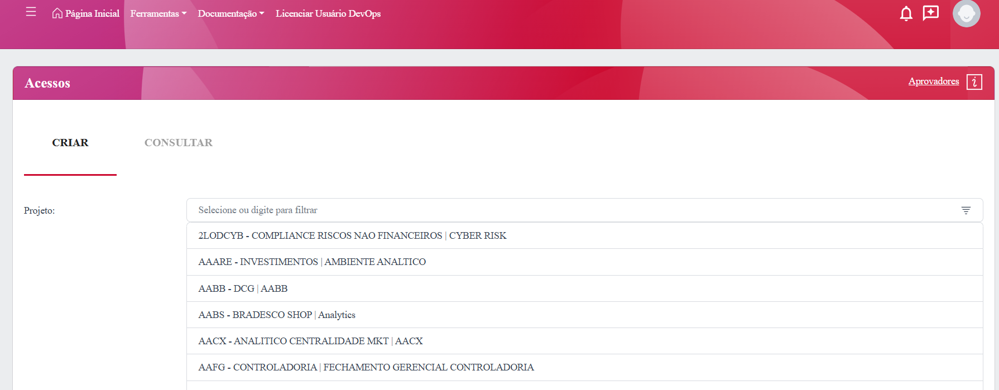 Página Inicial Ferramentas Documentação Licenciar Usuário DevOps
Acessos
Aprovadores i
CRIAR CONSULTAR
Projeto:
Selecione ou digite para filtrar
2LODCYB - COMPLIANCE RISCOS NAO FINANCEIROS | CYBER RISK
AAARE - INVESTIMENTOS | AMBIENTE ANALTICO
AABB - DCG | AABB
AABS - BRADESCO SHOP | Analytics
AACX - ANALITICO CENTRALIDADE MKT | AACX
AAFG - CONTROLADORIA | FECHAMENTO GERENCIAL CONTROLADORIA